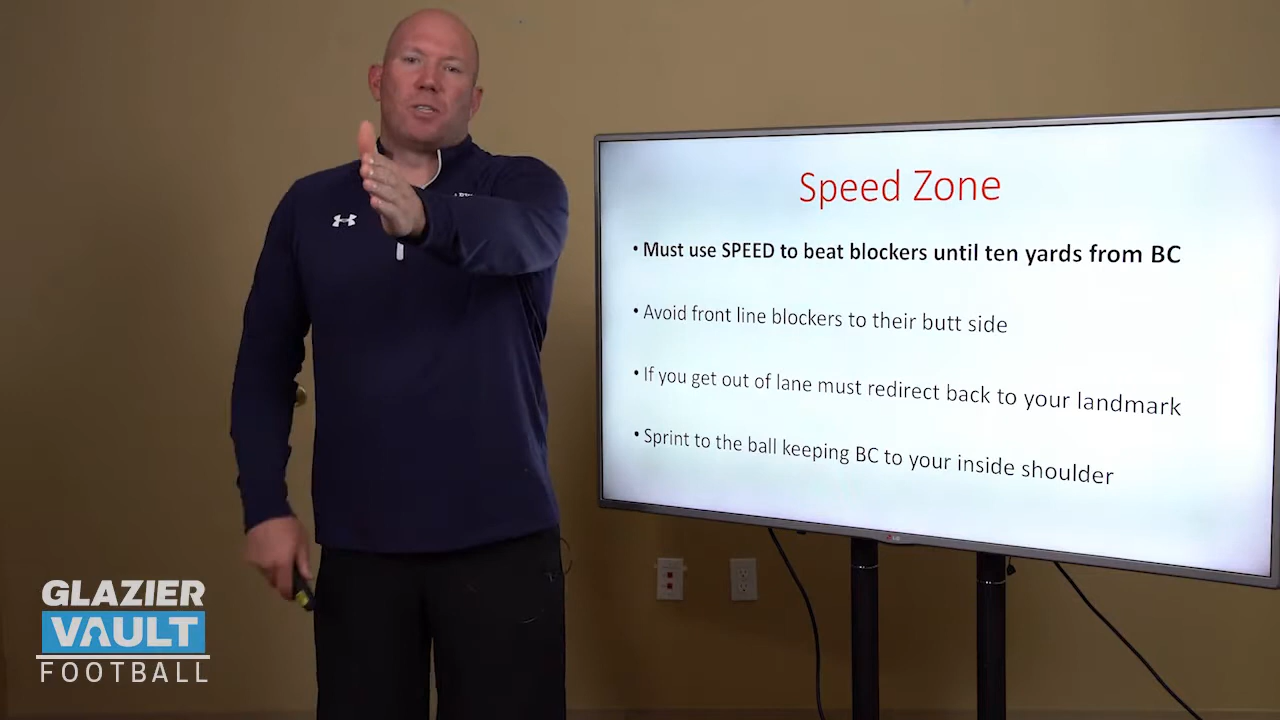 Speed Zone
• Must use SPEED to beat blockers until ten yards from BC
• Avoid front line blockers to their butt side
• If you get out of lane must redirect back to your landmark
• Sprint to the ball keeping BC to your inside shoulder
LG
GLAZIER
VAULT
FOOTBALL